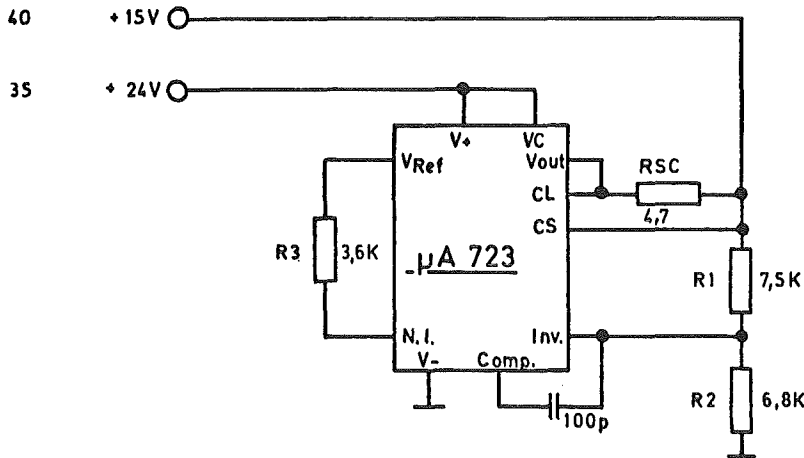 40 +15V
35 + 24V
V+ VC
VRef Vout RSC
CL
4,7
CS
R3 3,6K µA 723 R1 7,5K
N.I. Inv.
V- Comp.
100p R2 6,8K